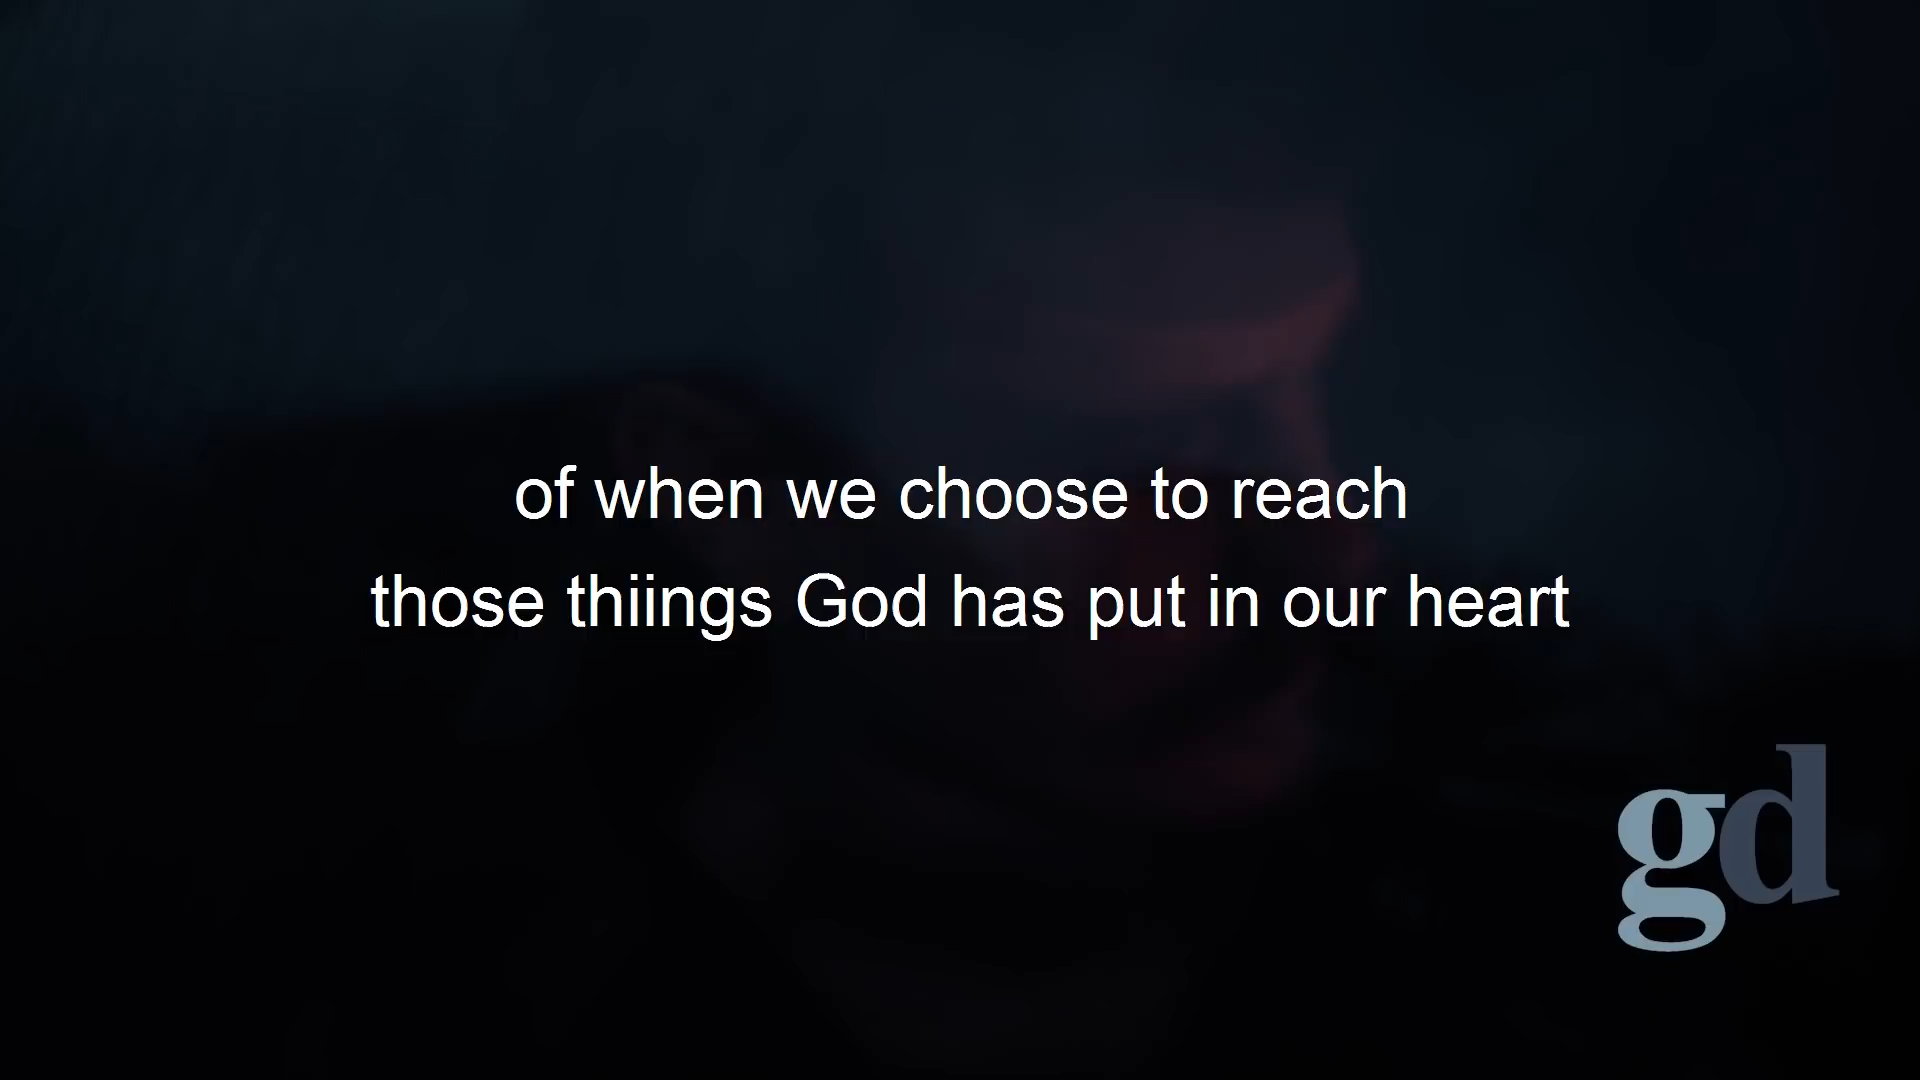 of when we choose to reach
those thiings God has put in our heart
gd